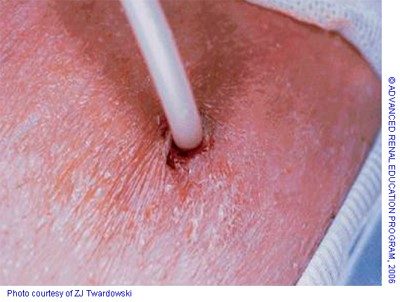 ©ADVANCED RENAL EDUCATION PROGRAM, 2006
Photo courtesy of ZJ Twardowski